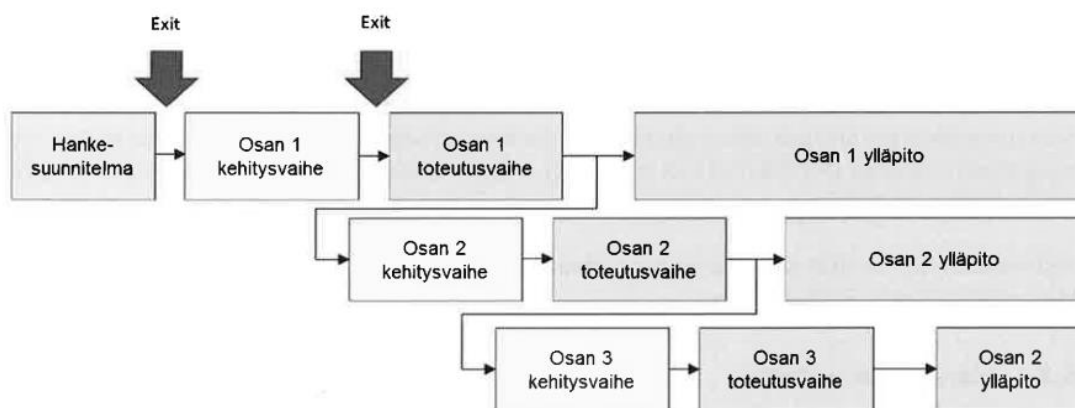 Exit
Exit
Hanke-
suunnitelma
Osan 1
kehitysvaihe
Osan 1
toteutusvaihe
Osan 1 ylläpito
Osan 2
kehitysvaihe
Osan 2
toteutusvaihe
Osan 2 ylläpito
Osan 3
kehitysvaihe
Osan 3
toteutusvaihe
Osan 2
ylläpito